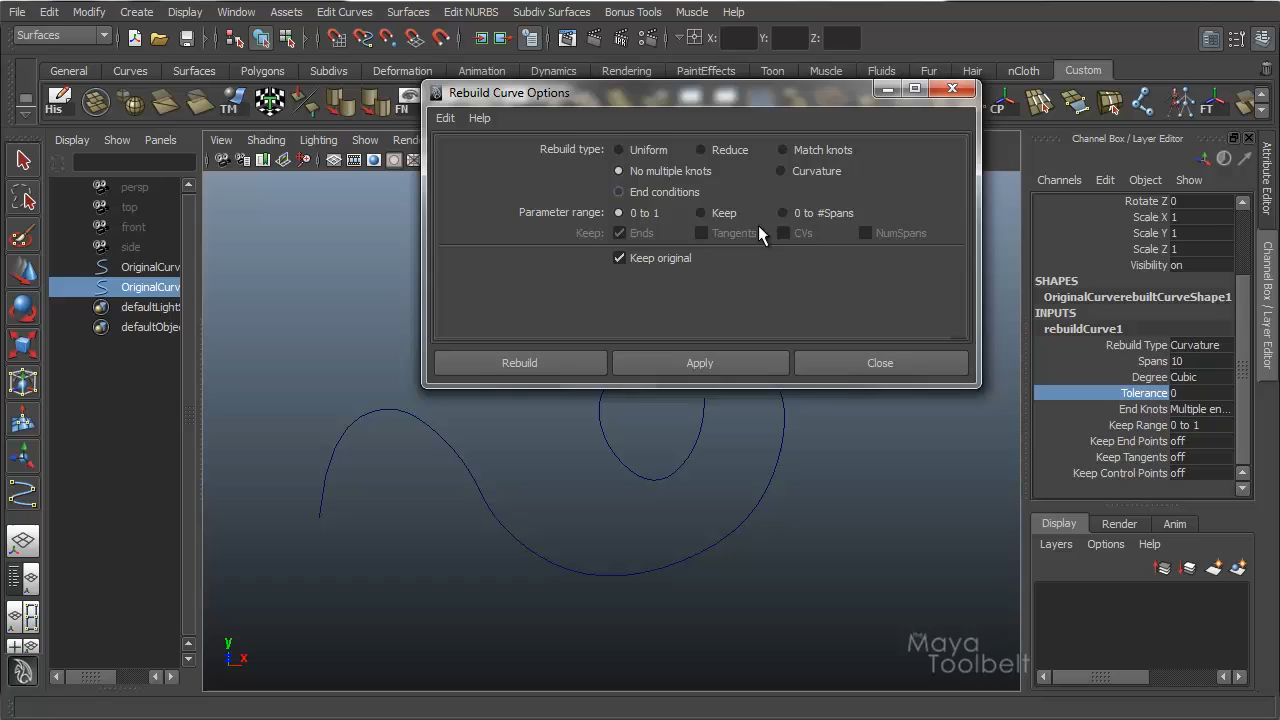 File Edit Modify Create Display Window Assets Edit Curves Surfaces Edit NURBS Subdiv Surfaces Bonus Tools Muscle Help
Surfaces X: Y: Z:
General Curves Surfaces Polygons Subdivs Deformation Animation Dynamics Rendering PaintEffects Toon Muscle Fluids Fur Hair nCloth Custom
His TM FN CP FT
Rebuild Curve Options
Edit Help
Rebuild type: Uniform Reduce Match knots
No multiple knots Curvature
End conditions
Parameter range: 0 to 1 Keep 0 to #Spans
Keep: Ends Tangents CVs NumSpans
Keep original
Rebuild Apply Close
Display Show Panels
persp
top
front
side
OriginalCurv
OriginalCurv
defaultLight
defaultObje
View Shading Lighting Show Rend
y
x
Maya
Toolbelt
Channel Box / Layer Editor
Channels Edit Object Show
Rotate Z 0
Scale X 1
Scale Y 1
Scale Z 1
Visibility on
SHAPES
OriginalCurverebuiltCurveShape1
INPUTS
rebuildCurve1
Rebuild Type Curvature
Spans 10
Degree Cubic
Tolerance 0
End Knots Multiple en...
Keep Range 0 to 1
Keep End Points off
Keep Tangents off
Keep Control Points off
Display Render Anim
Layers Options Help
Attribute Editor
Channel Box / Layer Editor